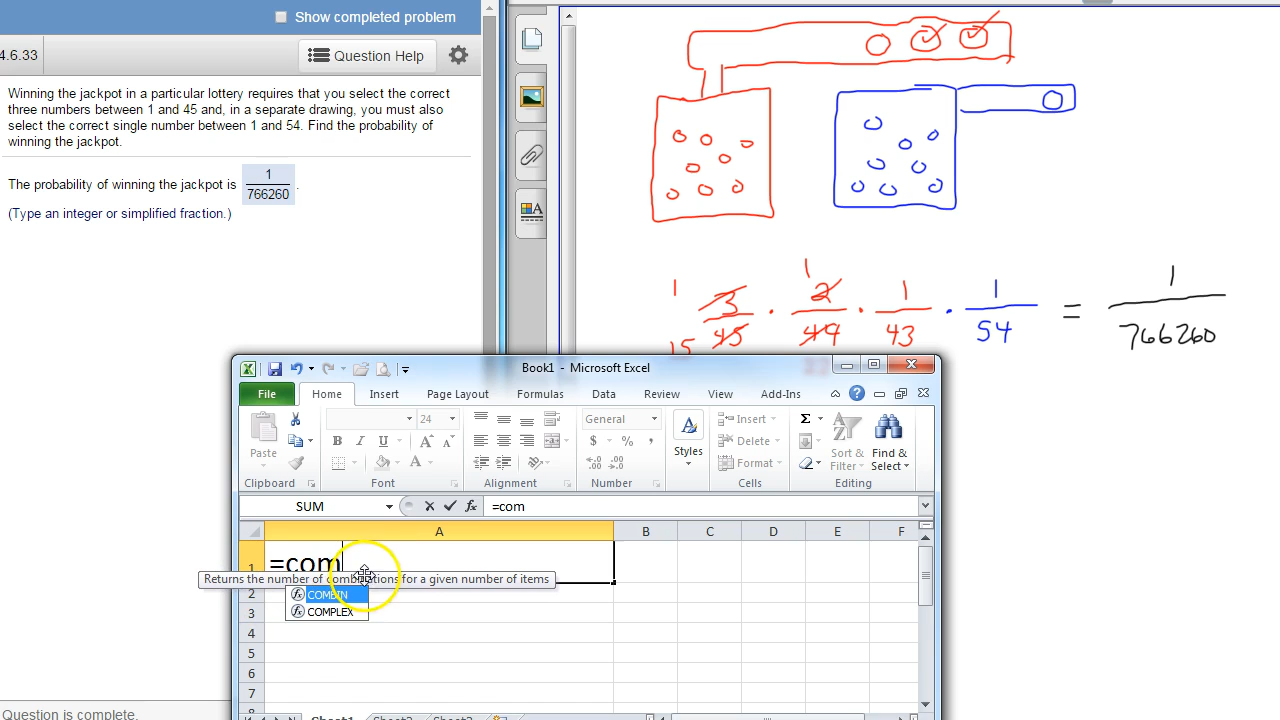 Show completed problem
4.6.33
Question Help
Winning the jackpot in a particular lottery requires that you select the correct
three numbers between 1 and 45 and, in a separate drawing, you must also
select the correct single number between 1 and 54. Find the probability of
winning the jackpot.
The probability of winning the jackpot is 1/766260.
(Type an integer or simplified fraction.)
1 3/45 · 1 2/44 · 1/43 · 1/54 = 1/766260
15
22
Book1 - Microsoft Excel
File Home Insert Page Layout Formulas Data Review View Add-Ins
24 General
Paste
B I U A A
$ % , Styles
Insert
Delete
Format
Σ Sort & Filter Find & Select
Clipboard Font Alignment Number Cells Editing
SUM fx =com
A B C D E F
1 =com
Returns the number of combinations for a given number of items
2 COMBIN
3 COMPLEX
4
5
6
7
8
Sheet1 Sheet2 Sheet3
Question is complete.